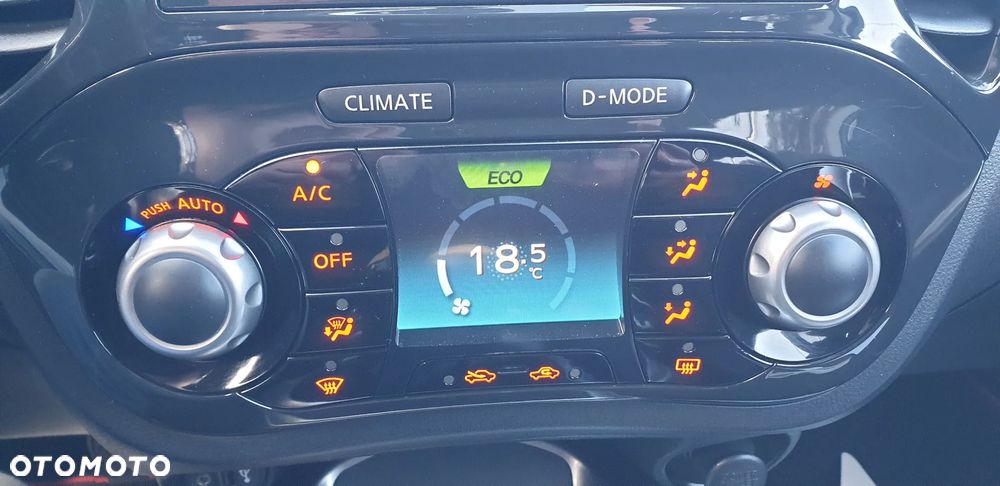 CLIMATE
D-MODE
A/C
ECO
PUSH AUTO
OFF
18.5 °C
OTOMOTO